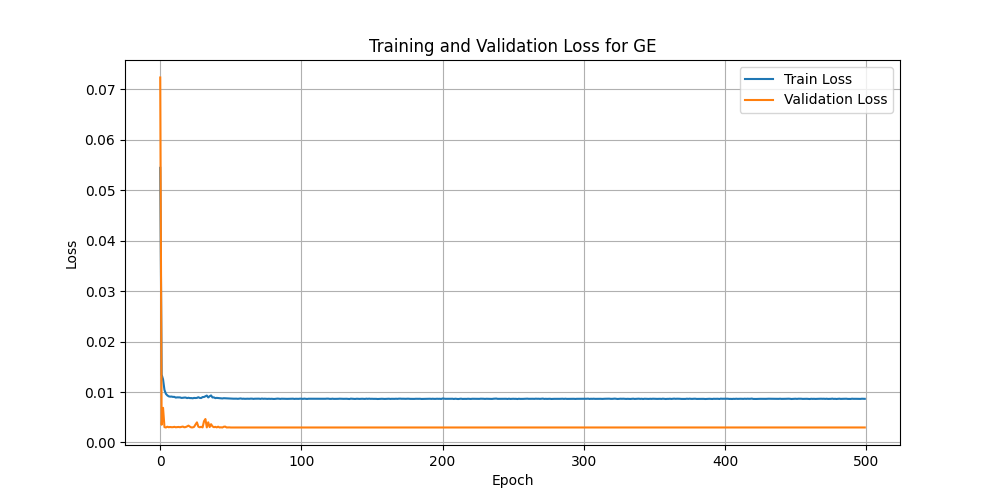 Training and Validation Loss for GE
Train Loss
Validation Loss
0.07
0.06
0.05
0.04
0.03
0.02
0.01
0.00
Loss
0 100 200 300 400 500
Epoch